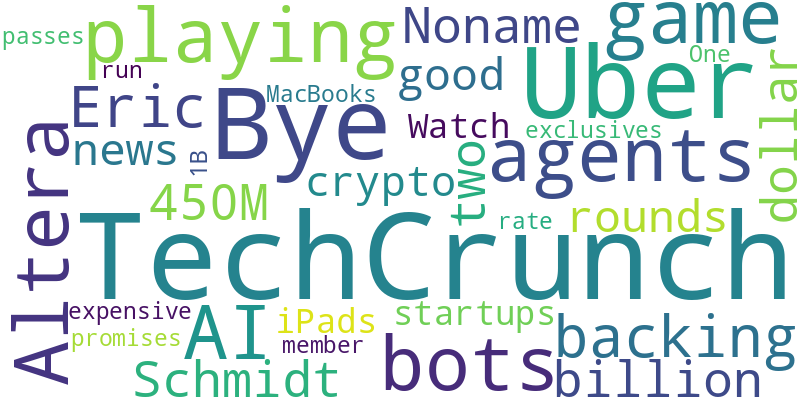 passes
playing
Noname
game
run
Eric
Bye
MacBooks
good
Uber
One
dollar
news
1B
Watch
exclusives
Altera
450M
crypto
two
agents
rate
rounds
TechCrunch
expensive
promises
AI
iPads
member
startups
backing
Schmidt
bots
billion